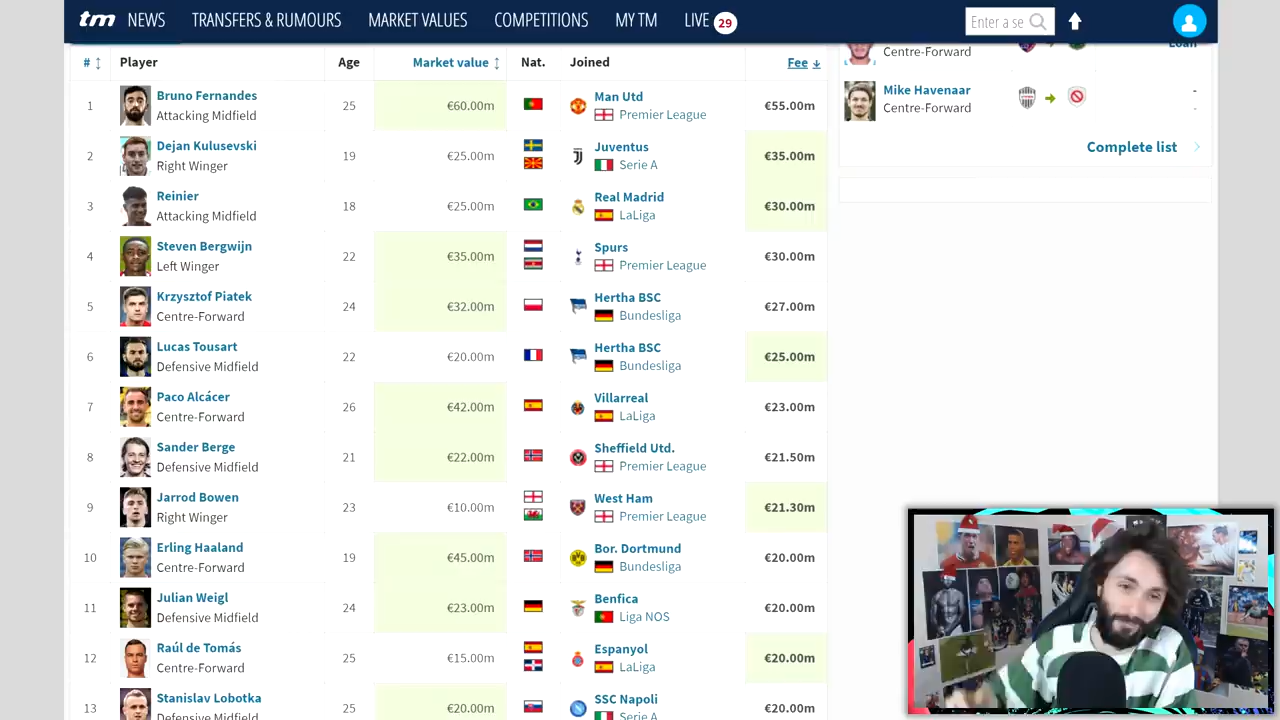 tm NEWS TRANSFERS & RUMOURS MARKET VALUES COMPETITIONS MY TM LIVE 29 Enter a se
# Player Age Market value Nat. Joined Fee
1 Bruno Fernandes 25 €60.00m Man Utd €55.00m
Attacking Midfield Premier League
2 Dejan Kulusevski 19 €25.00m Juventus €35.00m
Right Winger Serie A
3 Reinier 18 €25.00m Real Madrid €30.00m
Attacking Midfield LaLiga
4 Steven Bergwijn 22 €35.00m Spurs €30.00m
Left Winger Premier League
5 Krzysztof Piatek 24 €32.00m Hertha BSC €27.00m
Centre-Forward Bundesliga
6 Lucas Tousart 22 €20.00m Hertha BSC €25.00m
Defensive Midfield Bundesliga
7 Paco Alcácer 26 €42.00m Villarreal €23.00m
Centre-Forward LaLiga
8 Sander Berge 21 €22.00m Sheffield Utd. €21.50m
Defensive Midfield Premier League
9 Jarrod Bowen 23 €10.00m West Ham €21.30m
Right Winger Premier League
10 Erling Haaland 19 €45.00m Bor. Dortmund €20.00m
Centre-Forward Bundesliga
11 Julian Weigl 24 €23.00m Benfica €20.00m
Defensive Midfield Liga NOS
12 Raúl de Tomás 25 €15.00m Espanyol €20.00m
Centre-Forward LaLiga
13 Stanislav Lobotka 25 €20.00m SSC Napoli €20.00m
Defensive Midfield Serie A
Centre-Forward Loan
Mike Havenaar -
Centre-Forward -
Complete list